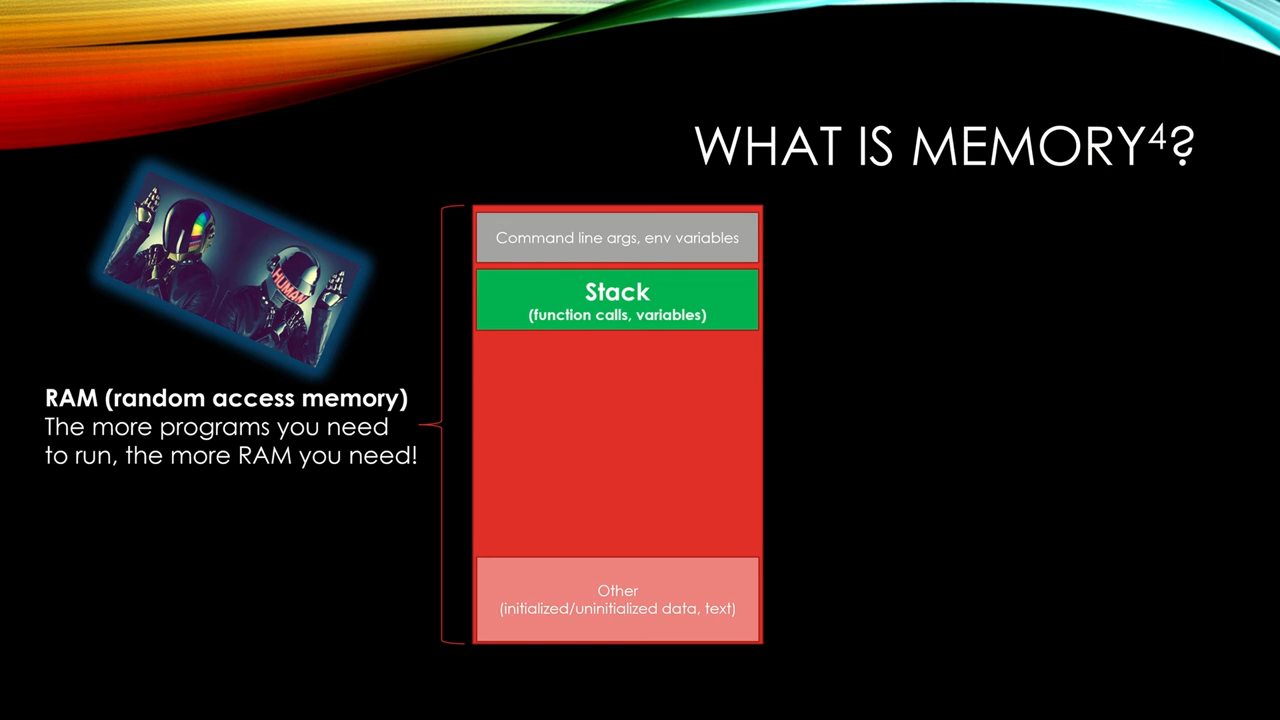 WHAT IS MEMORY⁴?
HUMAN
RAM (random access memory)
The more programs you need
to run, the more RAM you need!
Command line args, env variables
Stack
(function calls, variables)
Other
(initialized/uninitialized data, text)